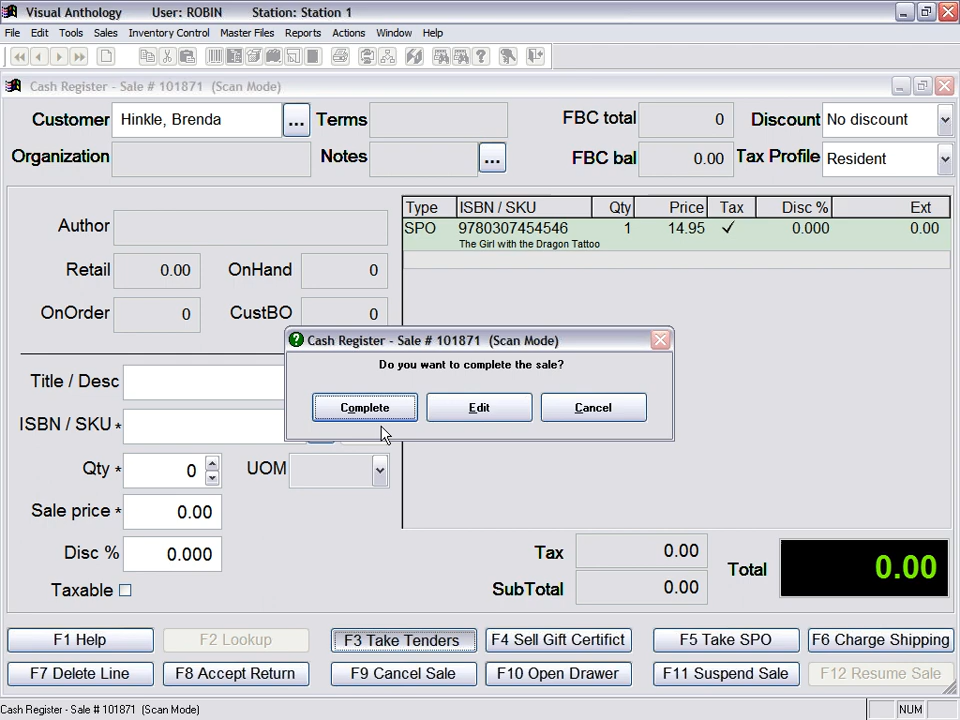 Visual Anthology User: ROBIN Station: Station 1
File Edit Tools Sales Inventory Control Master Files Reports Actions Window Help
Cash Register - Sale # 101871 (Scan Mode)
Customer Hinkle, Brenda ... Terms FBC total 0 Discount No discount
Organization Notes ... FBC bal 0.00 Tax Profile Resident
Author
Retail 0.00 OnHand 0
OnOrder 0 CustBO 0
Type ISBN / SKU Qty Price Tax Disc % Ext
SPO 9780307454546 1 14.95 ✓ 0.000 0.00
The Girl with the Dragon Tattoo
Cash Register - Sale # 101871 (Scan Mode)
Do you want to complete the sale?
Complete Edit Cancel
Title / Desc
ISBN / SKU *
Qty * 0 UOM
Sale price * 0.00
Disc % 0.000
Taxable
Tax 0.00
SubTotal 0.00
Total 0.00
F1 Help F2 Lookup F3 Take Tenders F4 Sell Gift Certifict F5 Take SPO F6 Charge Shipping
F7 Delete Line F8 Accept Return F9 Cancel Sale F10 Open Drawer F11 Suspend Sale F12 Resume Sale
Cash Register - Sale # 101871 (Scan Mode) NUM